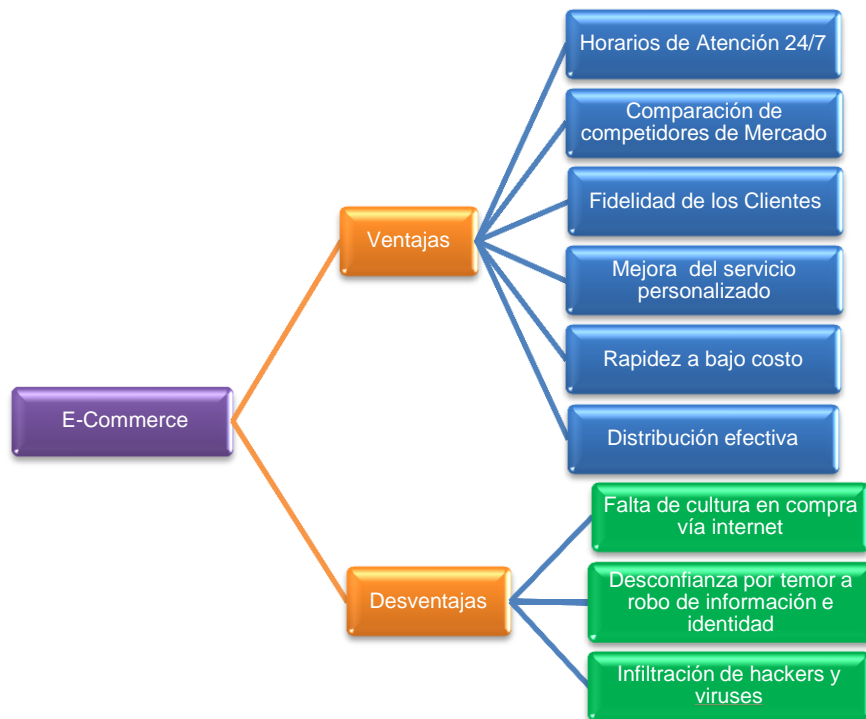 Horarios de Atención 24/7
Comparación de
competidores de Mercado
Fidelidad de los Clientes
Ventajas
Mejora del servicio
personalizado
Rapidez a bajo costo
E-Commerce
Distribución efectiva
Falta de cultura en compra
vía internet
Desventajas
Desconfianza por temor a
robo de información e
identidad
Infiltración de hackers y
viruses